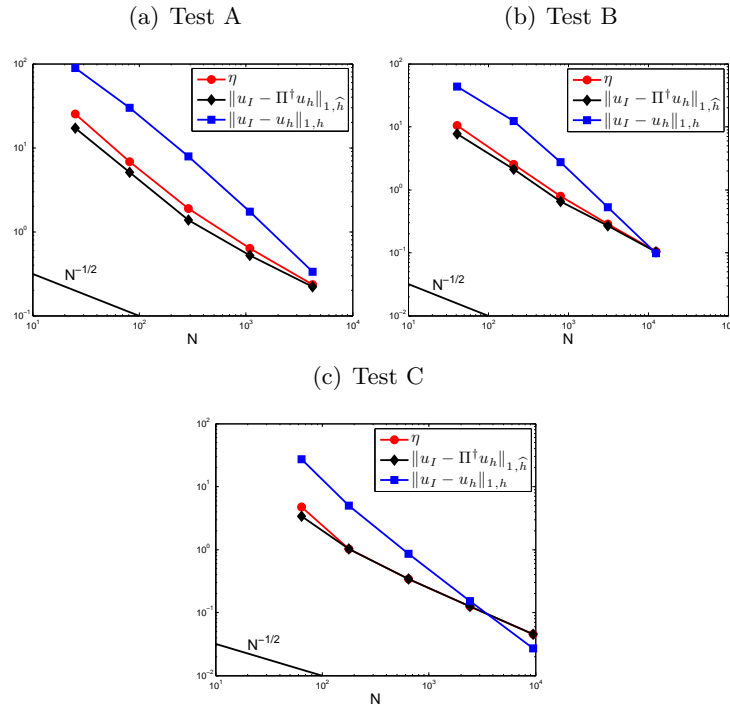 (a) Test A
10²
10¹
10⁰
10⁻¹
10¹
10²
10³
10⁴
N
N⁻¹/²
η
‖u_I − Π†u_h‖₁,ĥ
‖u_I − u_h‖₁,h
(b) Test B
10²
10¹
10⁰
10⁻¹
10⁻²
10¹
10²
10³
10⁴
10
N
N⁻¹/²
η
‖u_I − Π†u_h‖₁,ĥ
‖u_I − u_h‖₁,h
(c) Test C
10²
10¹
10⁰
10⁻¹
10⁻²
10¹
10²
10³
10⁴
N
N⁻¹/²
η
‖u_I − Π†u_h‖₁,ĥ
‖u_I − u_h‖₁,h